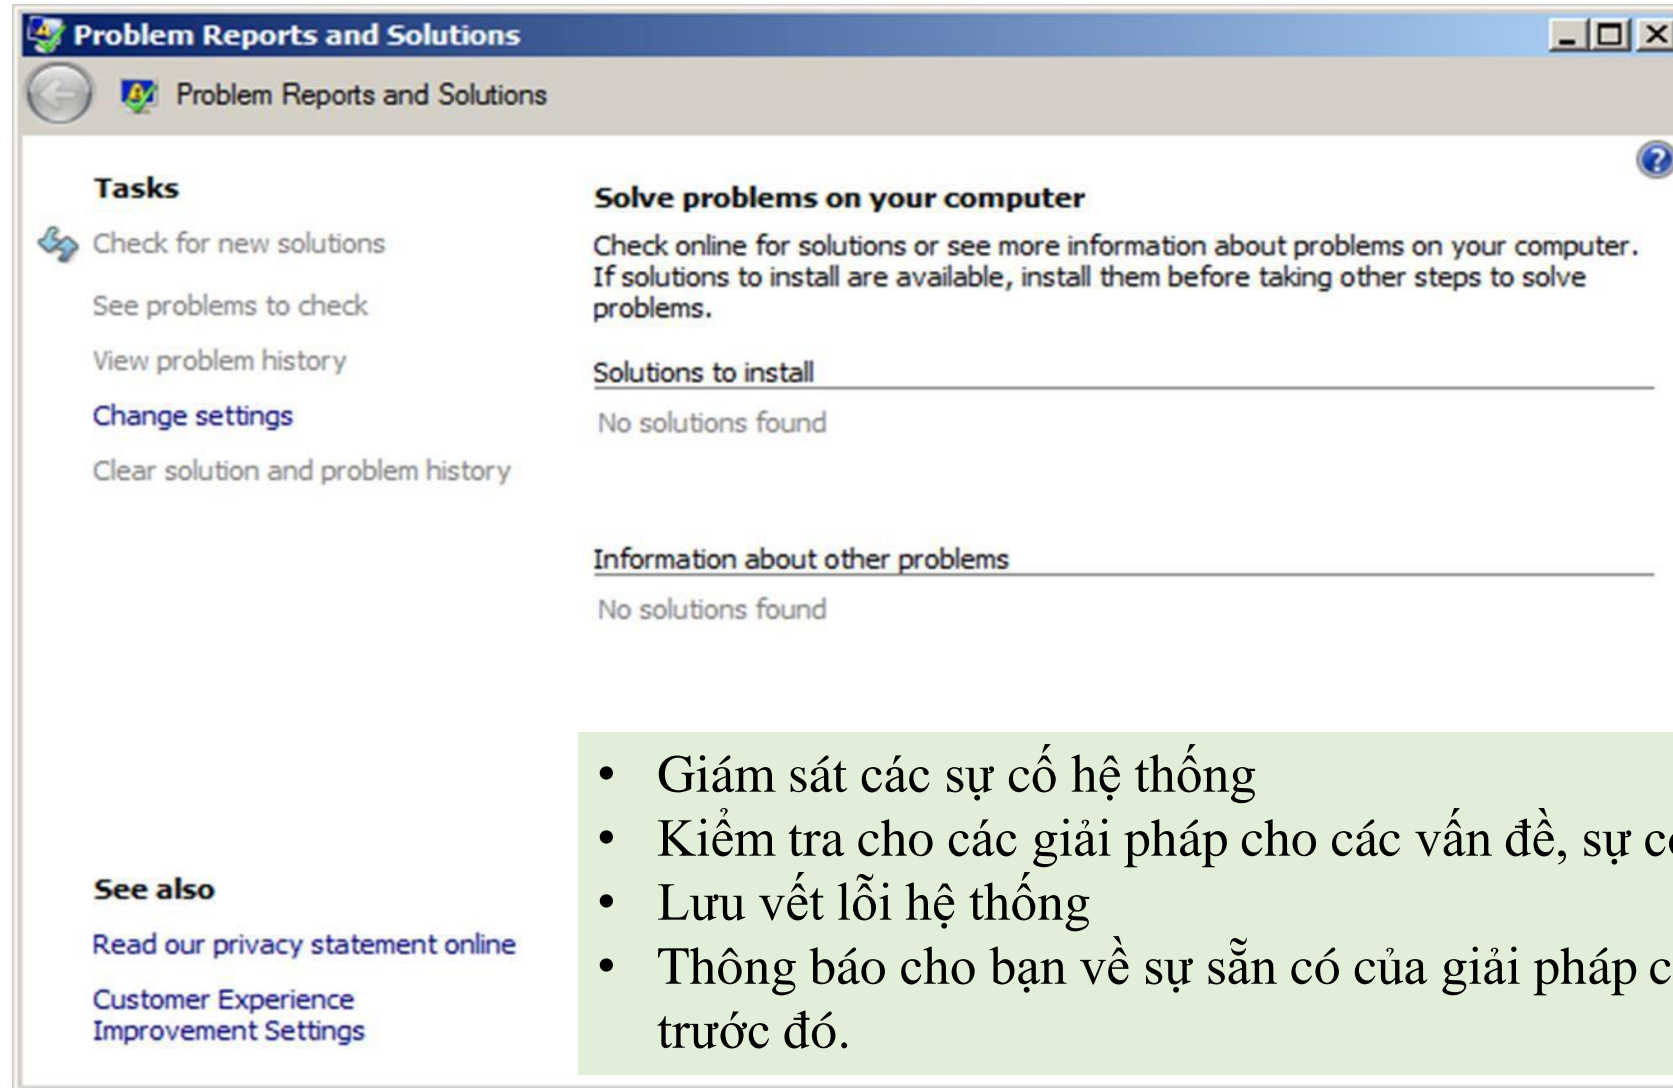 Problem Reports and Solutions
Problem Reports and Solutions
Tasks
Check for new solutions
See problems to check
View problem history
Change settings
Clear solution and problem history
See also
Read our privacy statement online
Customer Experience
Improvement Settings
Solve problems on your computer
Check online for solutions or see more information about problems on your computer.
If solutions to install are available, install them before taking other steps to solve
problems.
Solutions to install
No solutions found
Information about other problems
No solutions found
• Giám sát các sự cố hệ thống
• Kiểm tra cho các giải pháp cho các vấn đề, sự
• Lưu vết lỗi hệ thống
• Thông báo cho bạn về sự sẵn có của giải pháp
trước đó.